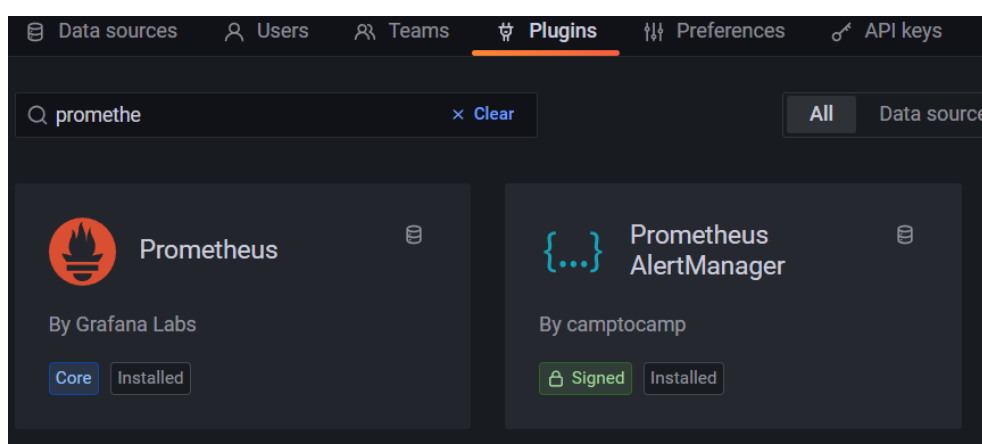 Data sources Users Teams Plugins Preferences API keys
promethe Clear All Data source
Prometheus
By Grafana Labs
Core Installed
{...} Prometheus
AlertManager
By camptocamp
Signed Installed